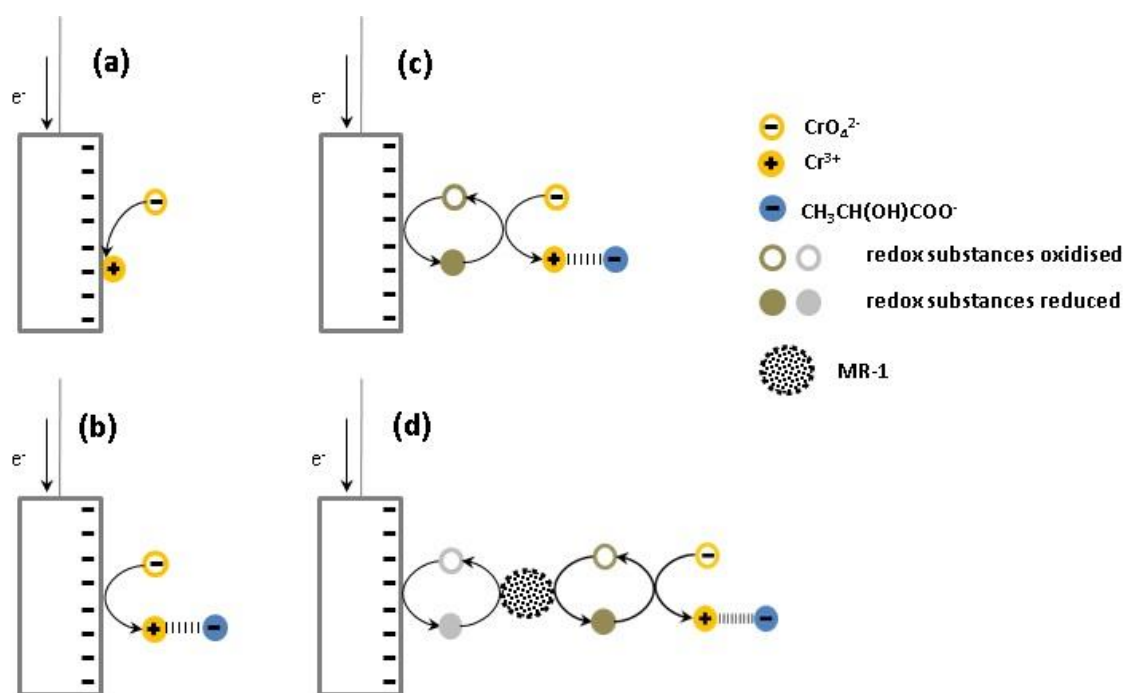 (a)
e-
(c)
e-
CrO₄²⁻
Cr³⁺
CH₃CH(OH)COO⁻
redox substances oxidised
redox substances reduced
MR-1
(b)
e-
(d)
e-